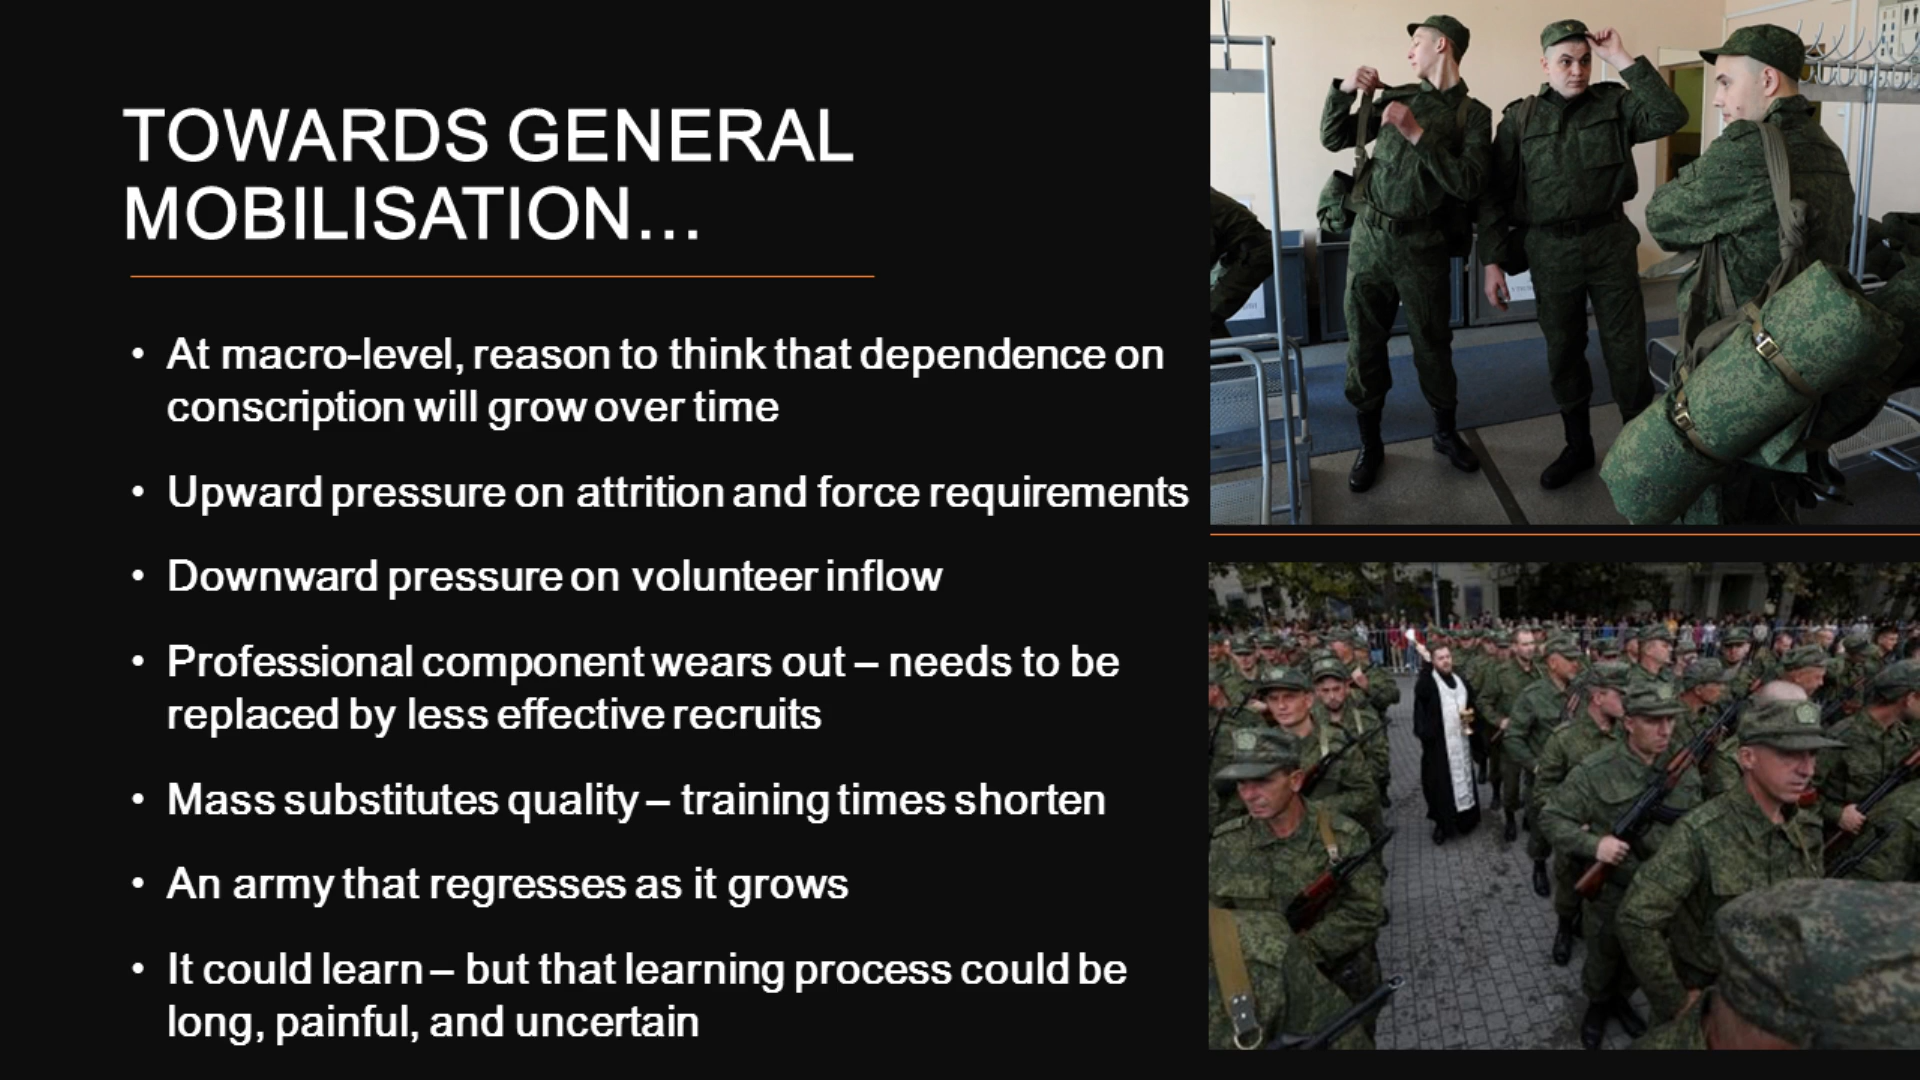 TOWARDS GENERAL
MOBILISATION...
• At macro-level, reason to think that dependence on
conscription will grow over time
• Upward pressure on attrition and force requirements
• Downward pressure on volunteer inflow
• Professional component wears out – needs to be
replaced by less effective recruits
• Mass substitutes quality – training times shorten
• An army that regresses as it grows
• It could learn – but that learning process could be
long, painful, and uncertain